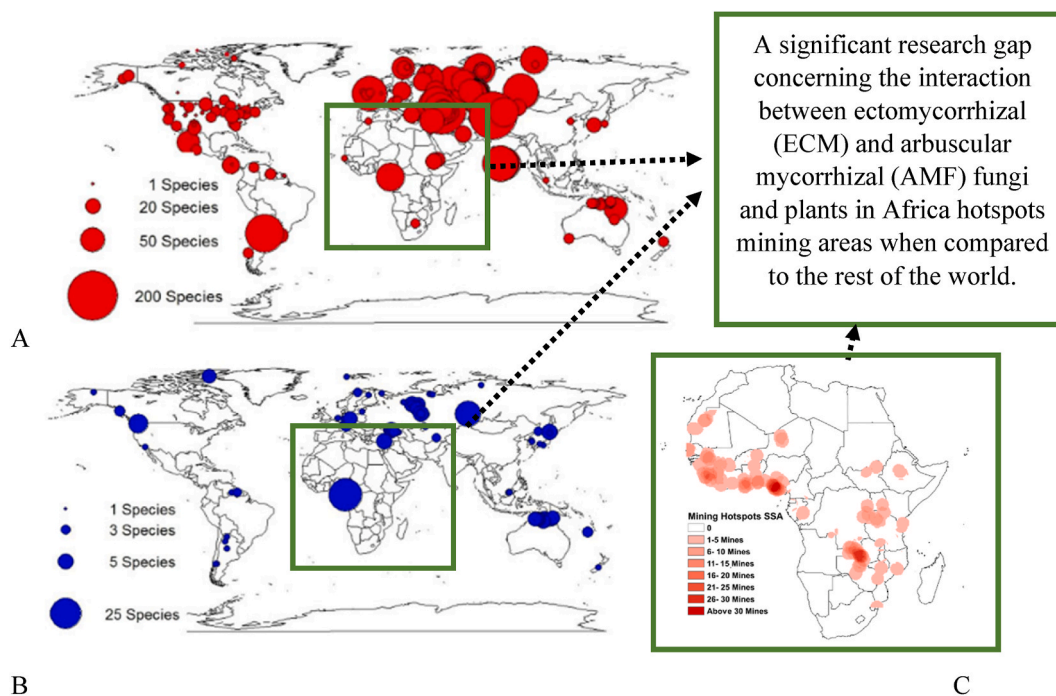 A significant research gap
concerning the interaction
between ectomycorrhizal
(ECM) and arbuscular
mycorrhizal (AMF) fungi
and plants in Africa hotspots
mining areas when compared
to the rest of the world.
1 Species
20 Species
50 Species
200 Species
A
1 Species
3 Species
5 Species
25 Species
B
Mining Hotspots SSA
0
1-5 Mines
6- 10 Mines
11- 15 Mines
16- 20 Mines
21- 25 Mines
26- 30 Mines
Above 30 Mines
C